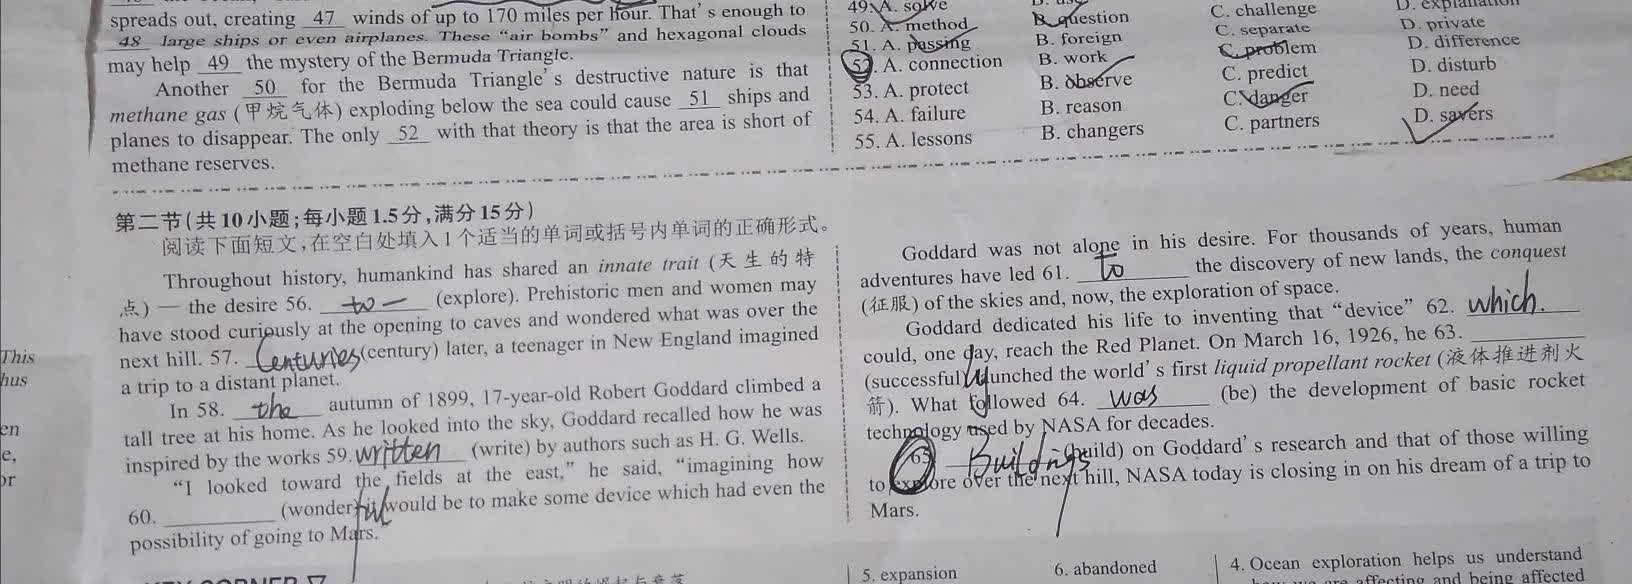 spreads out, creating 47 winds of up to 170 miles per hour. That's enough to
48 large ships or even airplanes. These “air bombs” and hexagonal clouds
may help 49 the mystery of the Bermuda Triangle.
Another 50 for the Bermuda Triangle's destructive nature is that
methane gas (甲烷气体) exploding below the sea could cause 51 ships and
planes to disappear. The only 52 with that theory is that the area is short of
methane reserves.
49. A. solve
50. A. method B. question C. challenge D. explanation
51. A. passing B. foreign C. separate D. private
52. A. connection B. work C. problem D. difference
53. A. protect B. observe C. predict D. disturb
54. A. failure B. reason C. danger D. need
55. A. lessons B. changers C. partners D. savers
第二节(共10小题;每小题1.5分,满分15分)
阅读下面短文,在空白处填入1个适当的单词或括号内单词的正确形式。
Throughout history, humankind has shared an innate trait (天生的特
点) — the desire 56. to (explore). Prehistoric men and women may
have stood curiously at the opening to caves and wondered what was over the
next hill. 57. Centuries (century) later, a teenager in New England imagined
a trip to a distant planet.
In 58. the autumn of 1899, 17-year-old Robert Goddard climbed a
tall tree at his home. As he looked into the sky, Goddard recalled how he was
inspired by the works 59. written (write) by authors such as H. G. Wells.
“I looked toward the fields at the east,” he said, “imagining how
60. (wonder) it would be to make some device which had even the
possibility of going to Mars.”
Goddard was not alone in his desire. For thousands of years, human
adventures have led 61. to the discovery of new lands, the conquest
(征服) of the skies and, now, the exploration of space.
Goddard dedicated his life to inventing that “device” 62. which.
could, one day, reach the Red Planet. On March 16, 1926, he 63.
(successful) launched the world's first liquid propellant rocket (液体推进剂火
箭). What followed 64. was (be) the development of basic rocket
technology used by NASA for decades.
65. Buildings (build) on Goddard's research and that of those willing
to explore over the next hill, NASA today is closing in on his dream of a trip to
Mars.
This
hus
en
e,
or
5. expansion
6. abandoned
4. Ocean exploration helps us understand
affecting and being affected